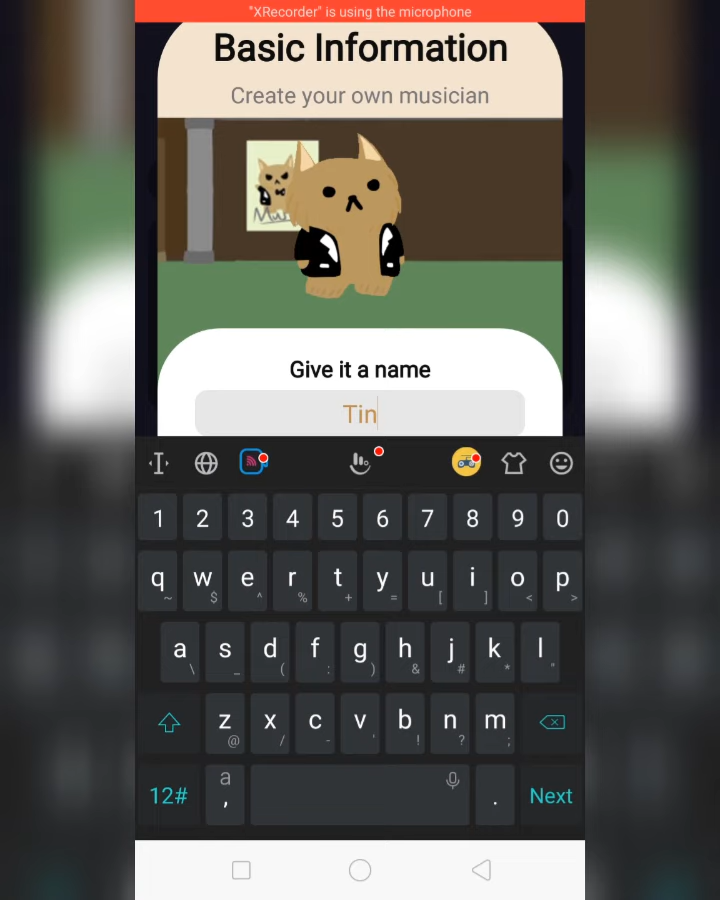 "XRecorder" is using the microphone
Basic Information
Create your own musician
Give it a name
Tin
1 2 3 4 5 6 7 8 9 0
q w e r t y u i o p
~ $ ^ % + = [ ] < >
a s d f g h j k l
\ _ ( : ) & # * "
z x c v b n m
@ / - ' ! ? ;
12# a , . Next